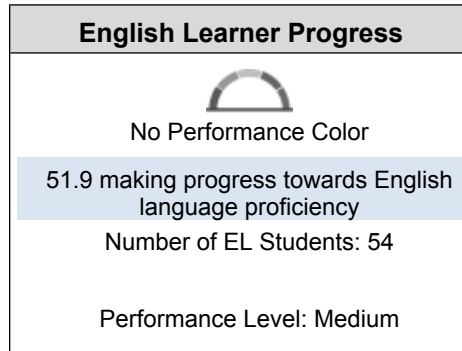 English Learner Progress
No Performance Color
51.9 making progress towards English
language proficiency
Number of EL Students: 54
Performance Level: Medium